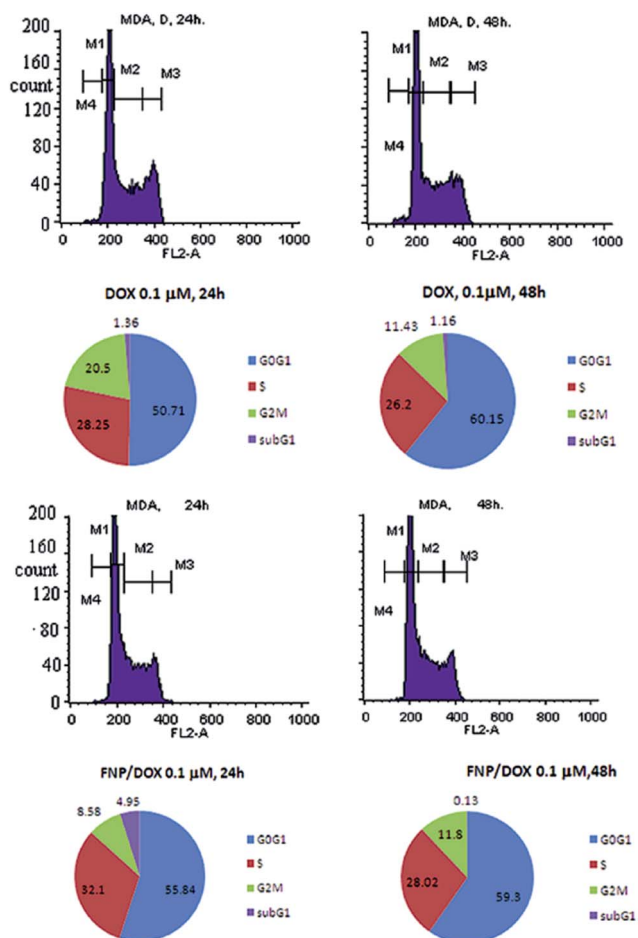 MDA, D, 24h.
200
160
count
120
80
40
0
M1
M2
M3
M4
0 200 400 600 800 1000
FL2-A
MDA, D, 48h.
M1
M2
M3
M4
0 200 400 600 800 1000
FL2-A
DOX 0.1 µM, 24h
1.36
20.5
28.25
50.71
G0G1
S
G2M
subG1
DOX, 0.1µM, 48h
11.43
1.16
26.2
60.15
G0G1
S
G2M
subG1
MDA, 24h
200
160
count
120
80
40
0
M1
M2
M3
M4
0 200 400 600 800 1000
FL2-A
MDA, 48h.
M1
M2
M3
M4
0 200 400 600 800 1000
FL2-A
FNP/DOX 0.1 µM, 24h
8.58
4.95
32.1
55.84
G0G1
S
G2M
subG1
FNP/DOX 0.1 µM,48h
0.13
11.8
28.02
59.3
G0G1
S
G2M
subG1